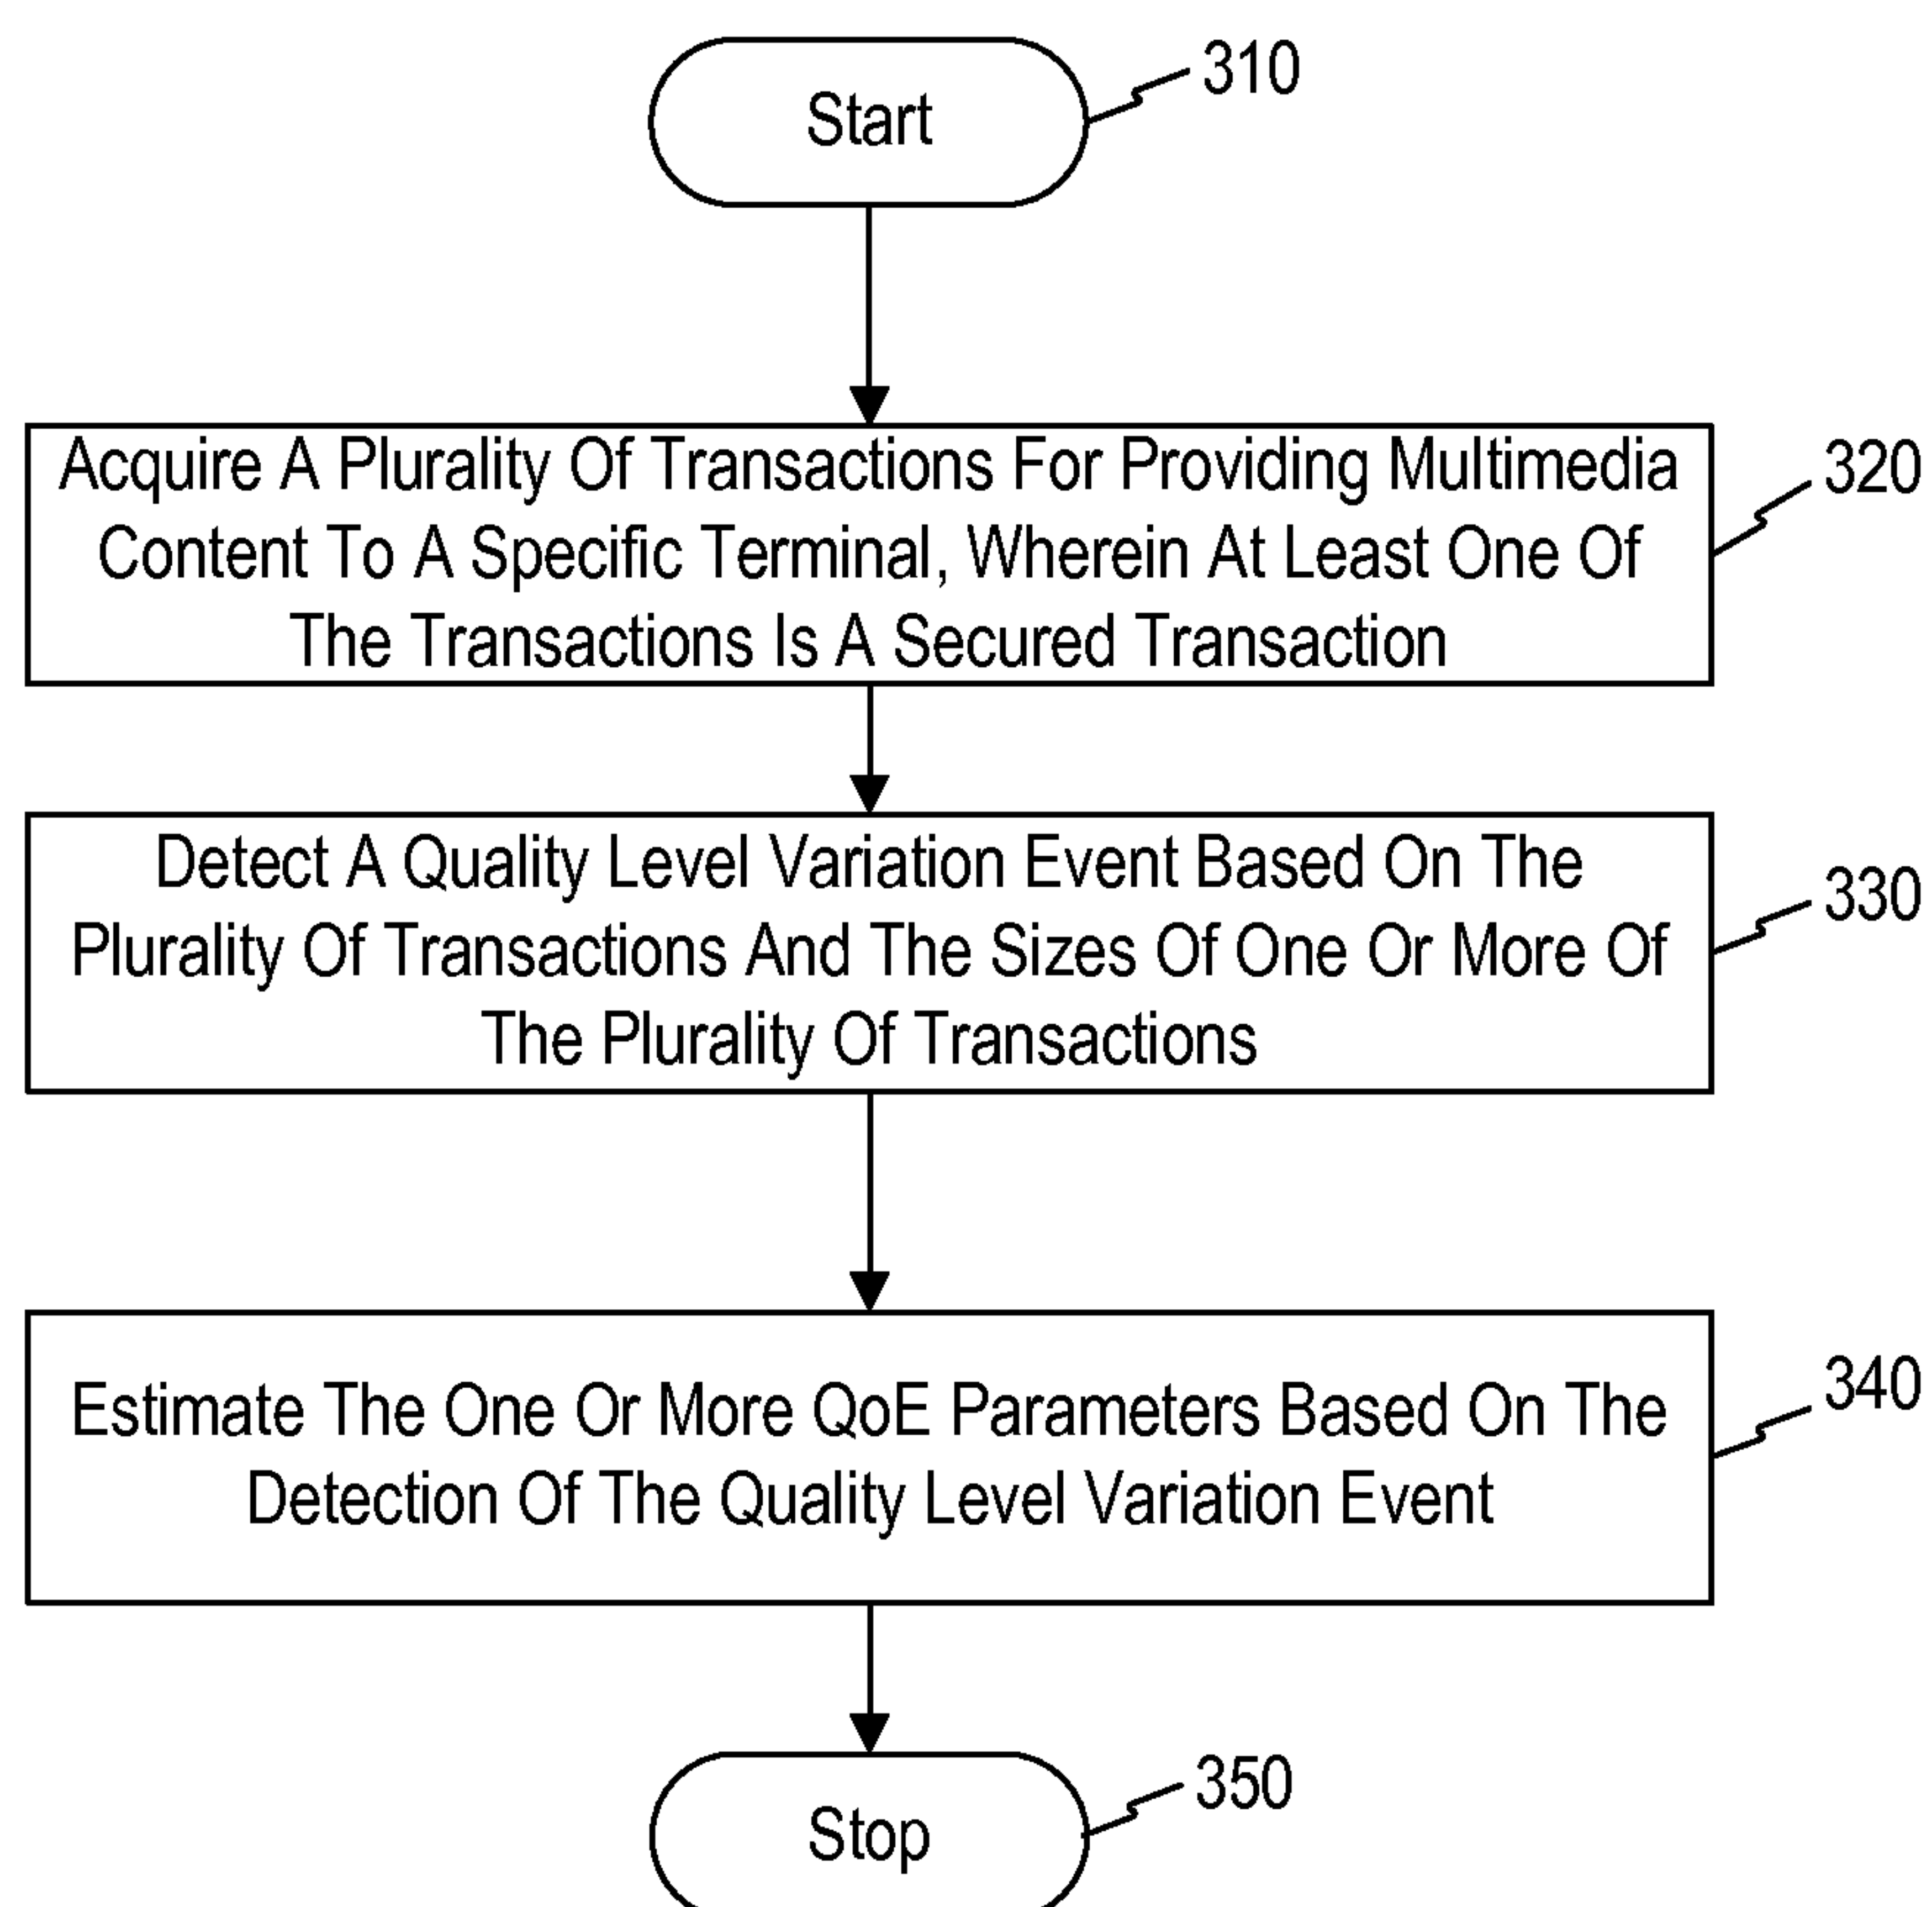 Start
310
Acquire A Plurality Of Transactions For Providing Multimedia
Content To A Specific Terminal, Wherein At Least One Of
The Transactions Is A Secured Transaction
320
Detect A Quality Level Variation Event Based On The
Plurality Of Transactions And The Sizes Of One Or More Of
The Plurality Of Transactions
330
Estimate The One Or More QoE Parameters Based On The
Detection Of The Quality Level Variation Event
340
Stop
350